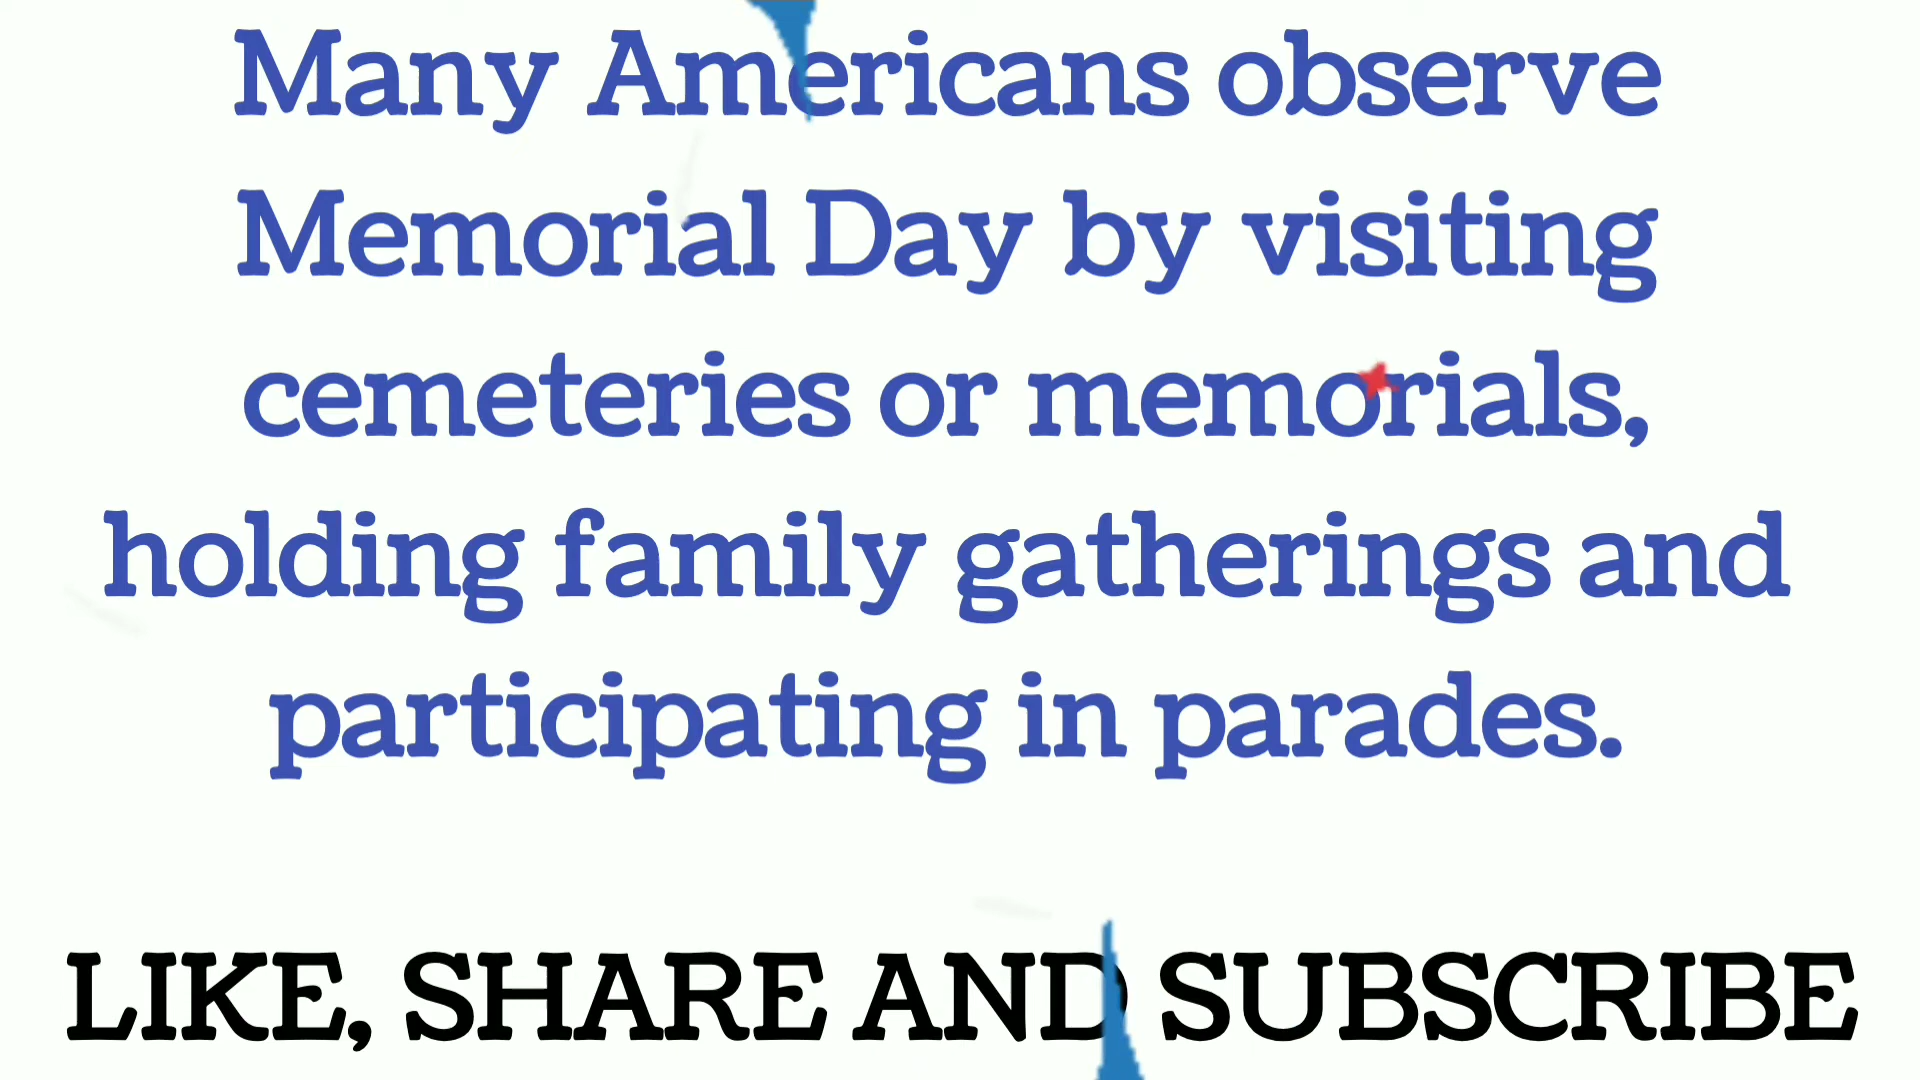 Many Americans observe
Memorial Day by visiting
cemeteries or memorials,
holding family gatherings and
participating in parades.
LIKE, SHARE AND SUBSCRIBE